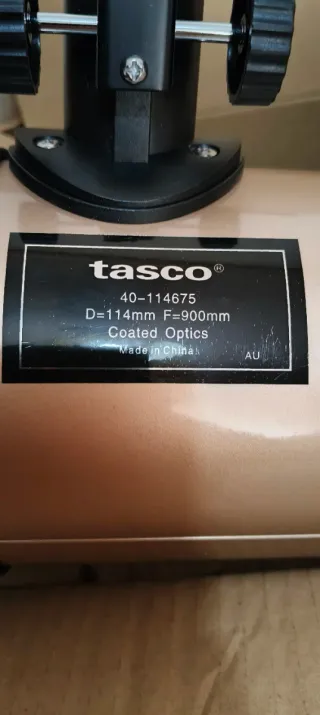 tasco®
40-114675
D=114mm F=900mm
Coated Optics
Made in China
AU